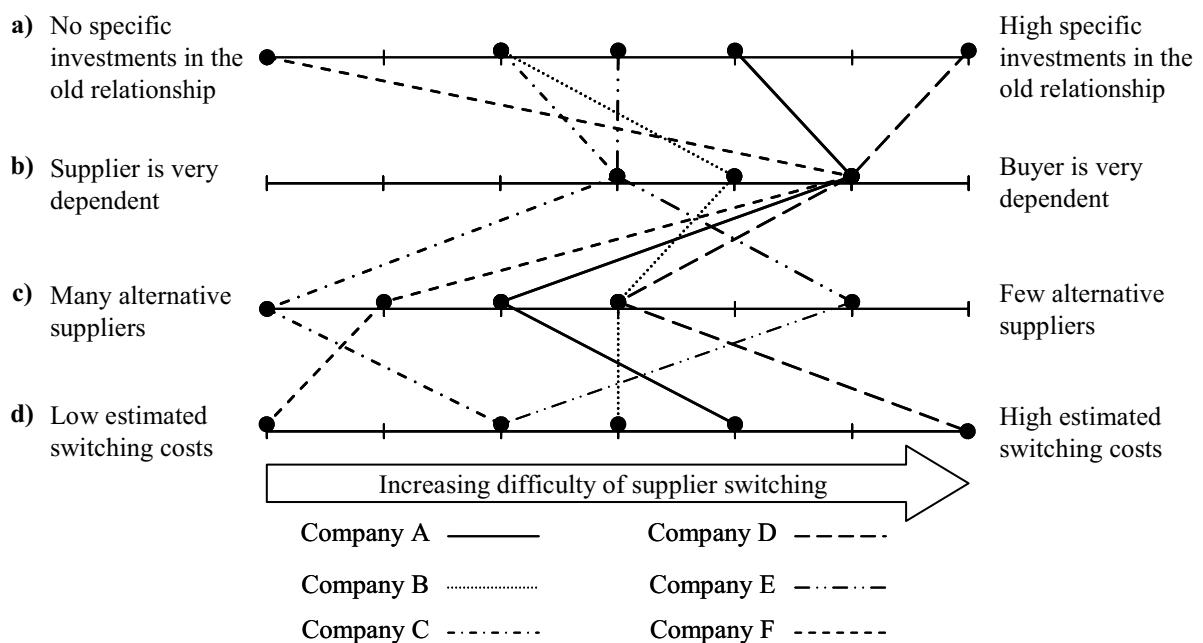 a) No specific
investments in the
old relationship
High specific
investments in the
old relationship
b) Supplier is very
dependent
Buyer is very
dependent
c) Many alternative
suppliers
Few alternative
suppliers
d) Low estimated
switching costs
High estimated
switching costs
Increasing difficulty of supplier switching
Company A
Company D
Company B
Company E
Company C
Company F